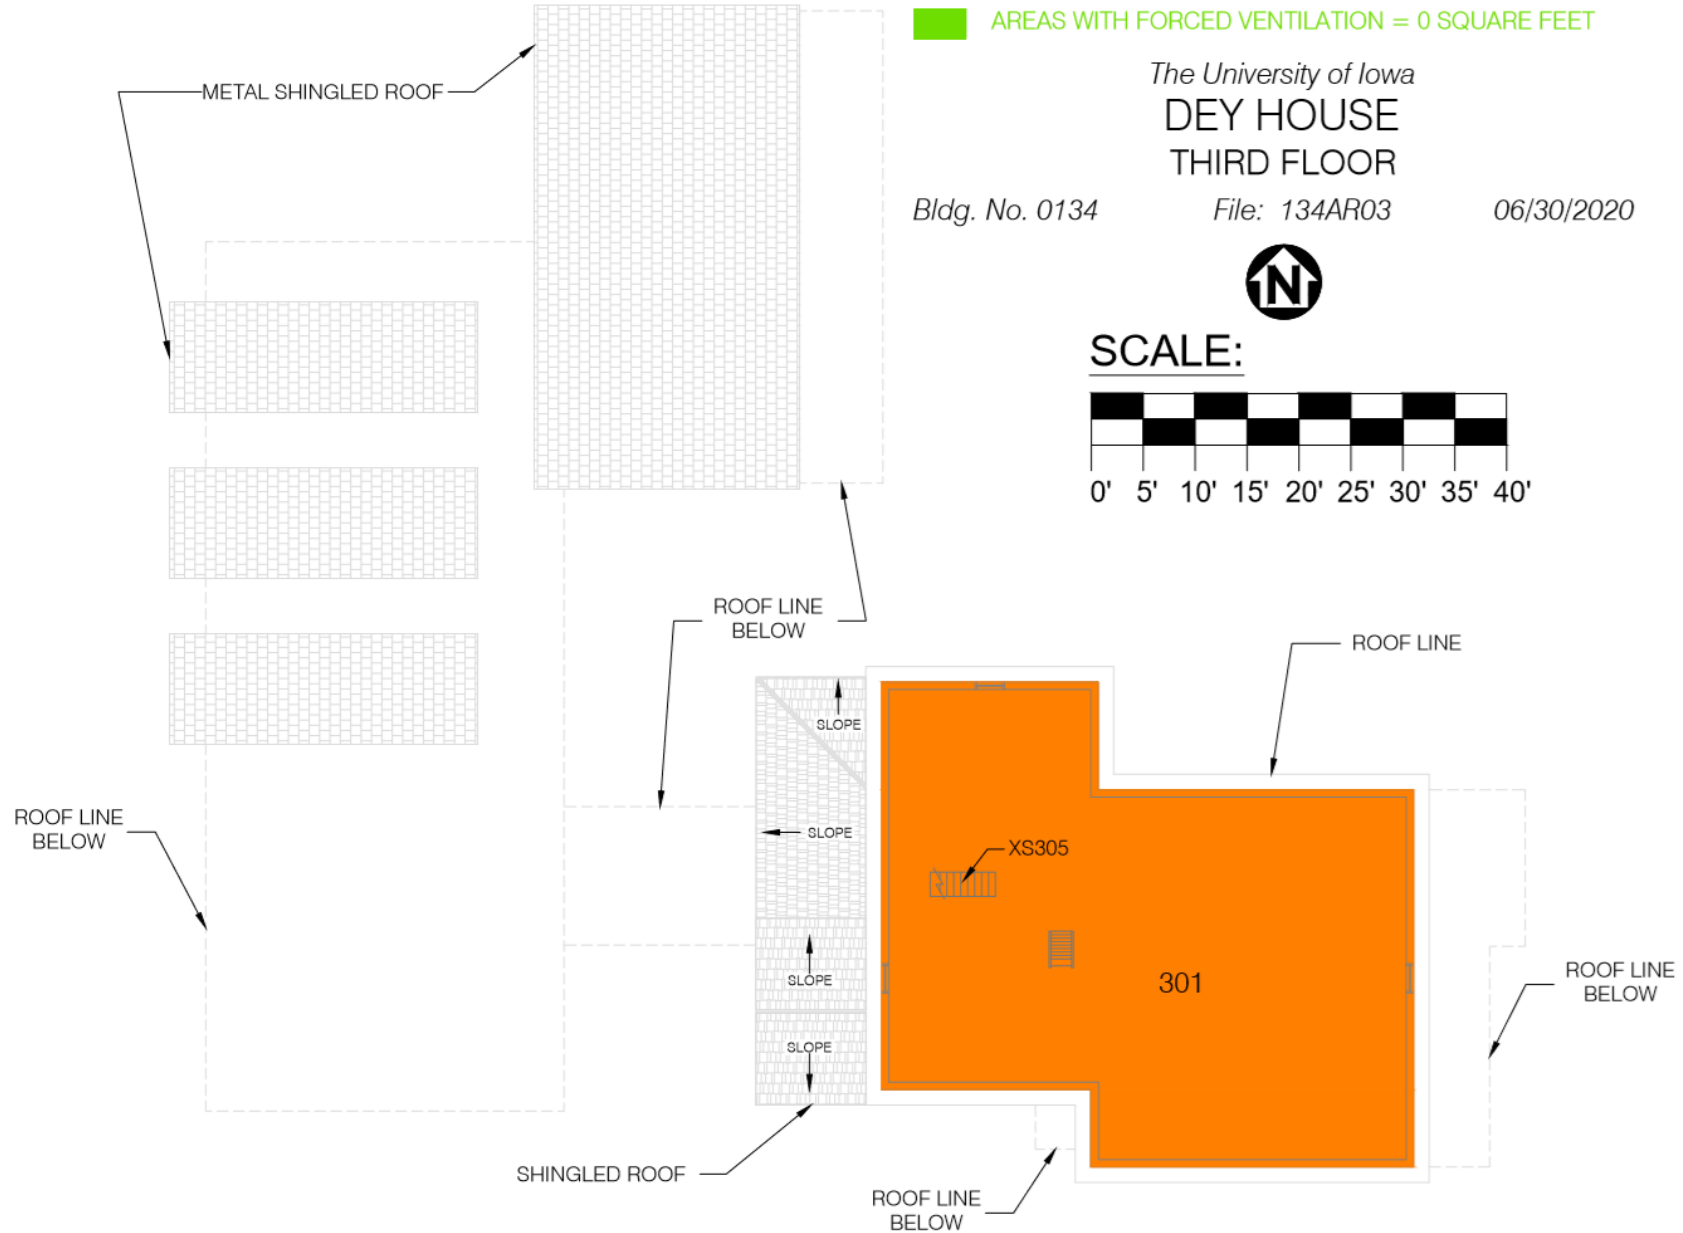 AREAS WITH FORCED VENTILATION = 0 SQUARE FEET
The University of Iowa
DEY HOUSE
THIRD FLOOR
Bldg. No. 0134 File: 134AR03 06/30/2020
N
SCALE:
0' 5' 10' 15' 20' 25' 30' 35' 40'
METAL SHINGLED ROOF
ROOF LINE
BELOW
ROOF LINE
SLOPE
SLOPE
ROOF LINE
BELOW
XS305
SLOPE
301
ROOF LINE
BELOW
SLOPE
SHINGLED ROOF
ROOF LINE
BELOW